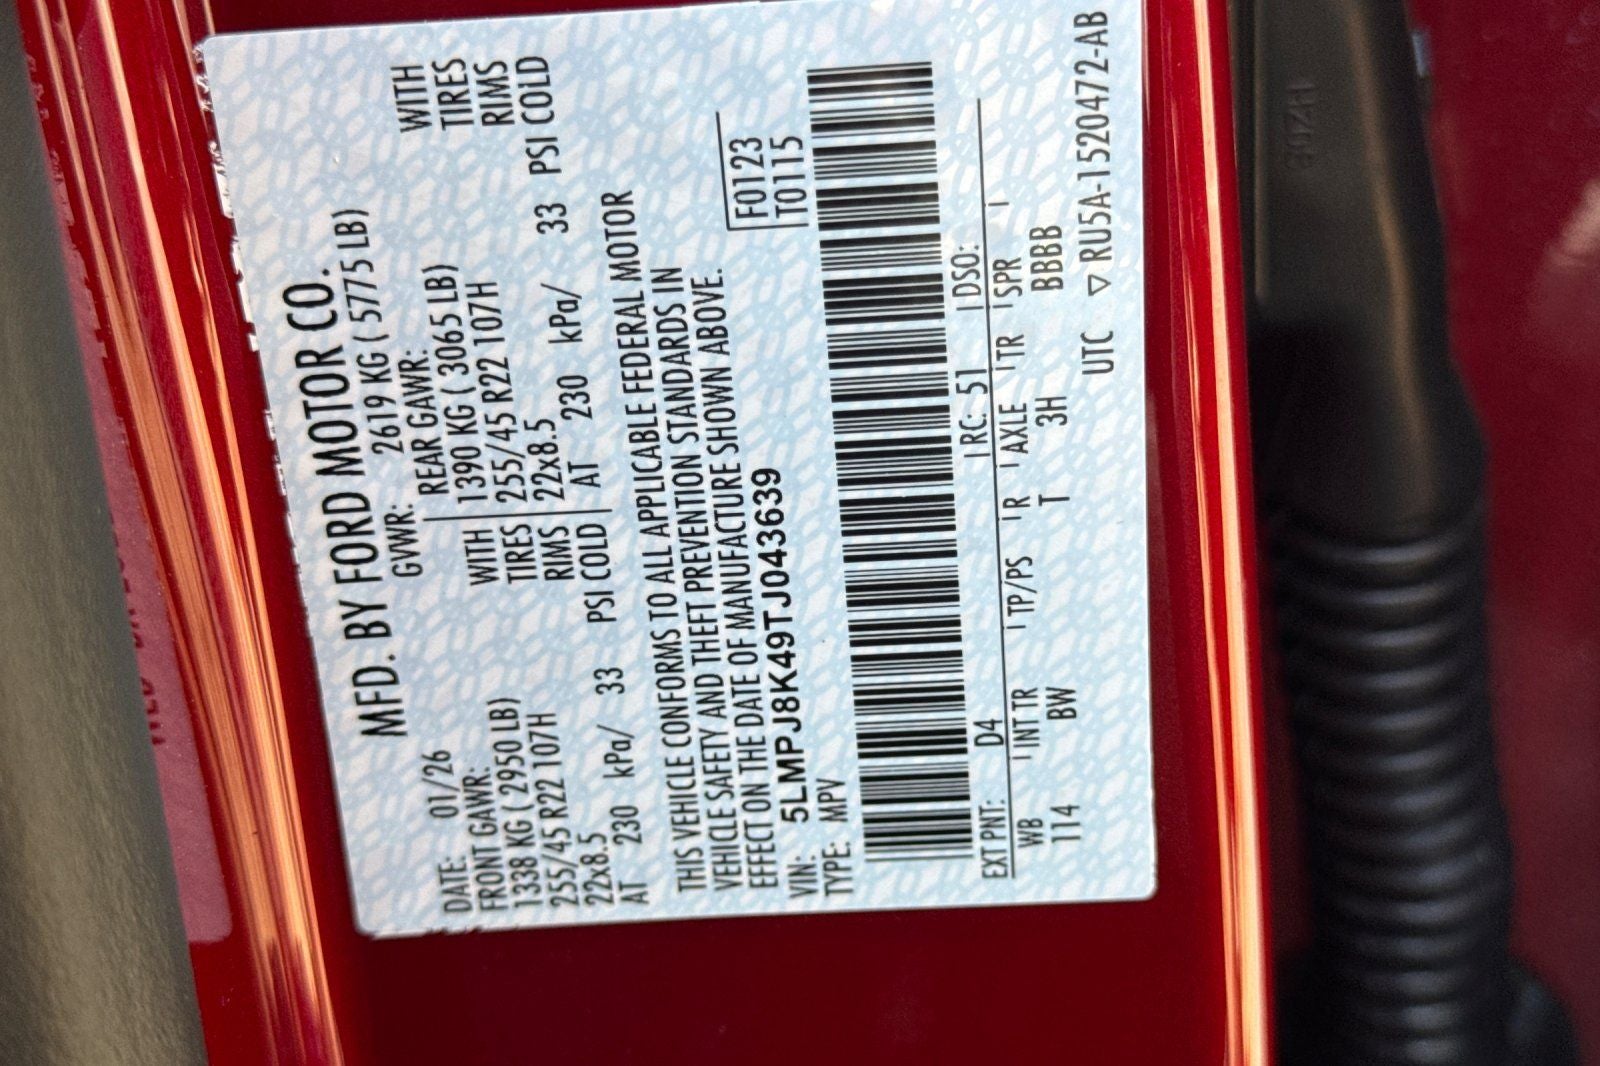 MFD. BY FORD MOTOR CO.
DATE: 01/26 GVWR: 2619 KG ( 5775 LB)
FRONT GAWR: REAR GAWR:
1338 KG ( 2950 LB) WITH 1390 KG ( 3065 LB) WITH
255/45 R22 107H TIRES 255/45 R22 107H TIRES
22x8.5 RIMS 22x8.5 RIMS
AT 230 kPa/ 33 PSI COLD AT 230 kPa/ 33 PSI COLD
THIS VEHICLE CONFORMS TO ALL APPLICABLE FEDERAL MOTOR
VEHICLE SAFETY AND THEFT PREVENTION STANDARDS IN
EFFECT ON THE DATE OF MANUFACTURE SHOWN ABOVE.
VIN: 5LMPJ8K49TJ043639 F0123
TYPE: MPV T0115
EXT PNT: D4 RC: 51 DSO:
WB INT TR TP/PS R AXLE TR SPR
114 BW T 3H BBBB
UTC ▽ RU5A-1520472-AB